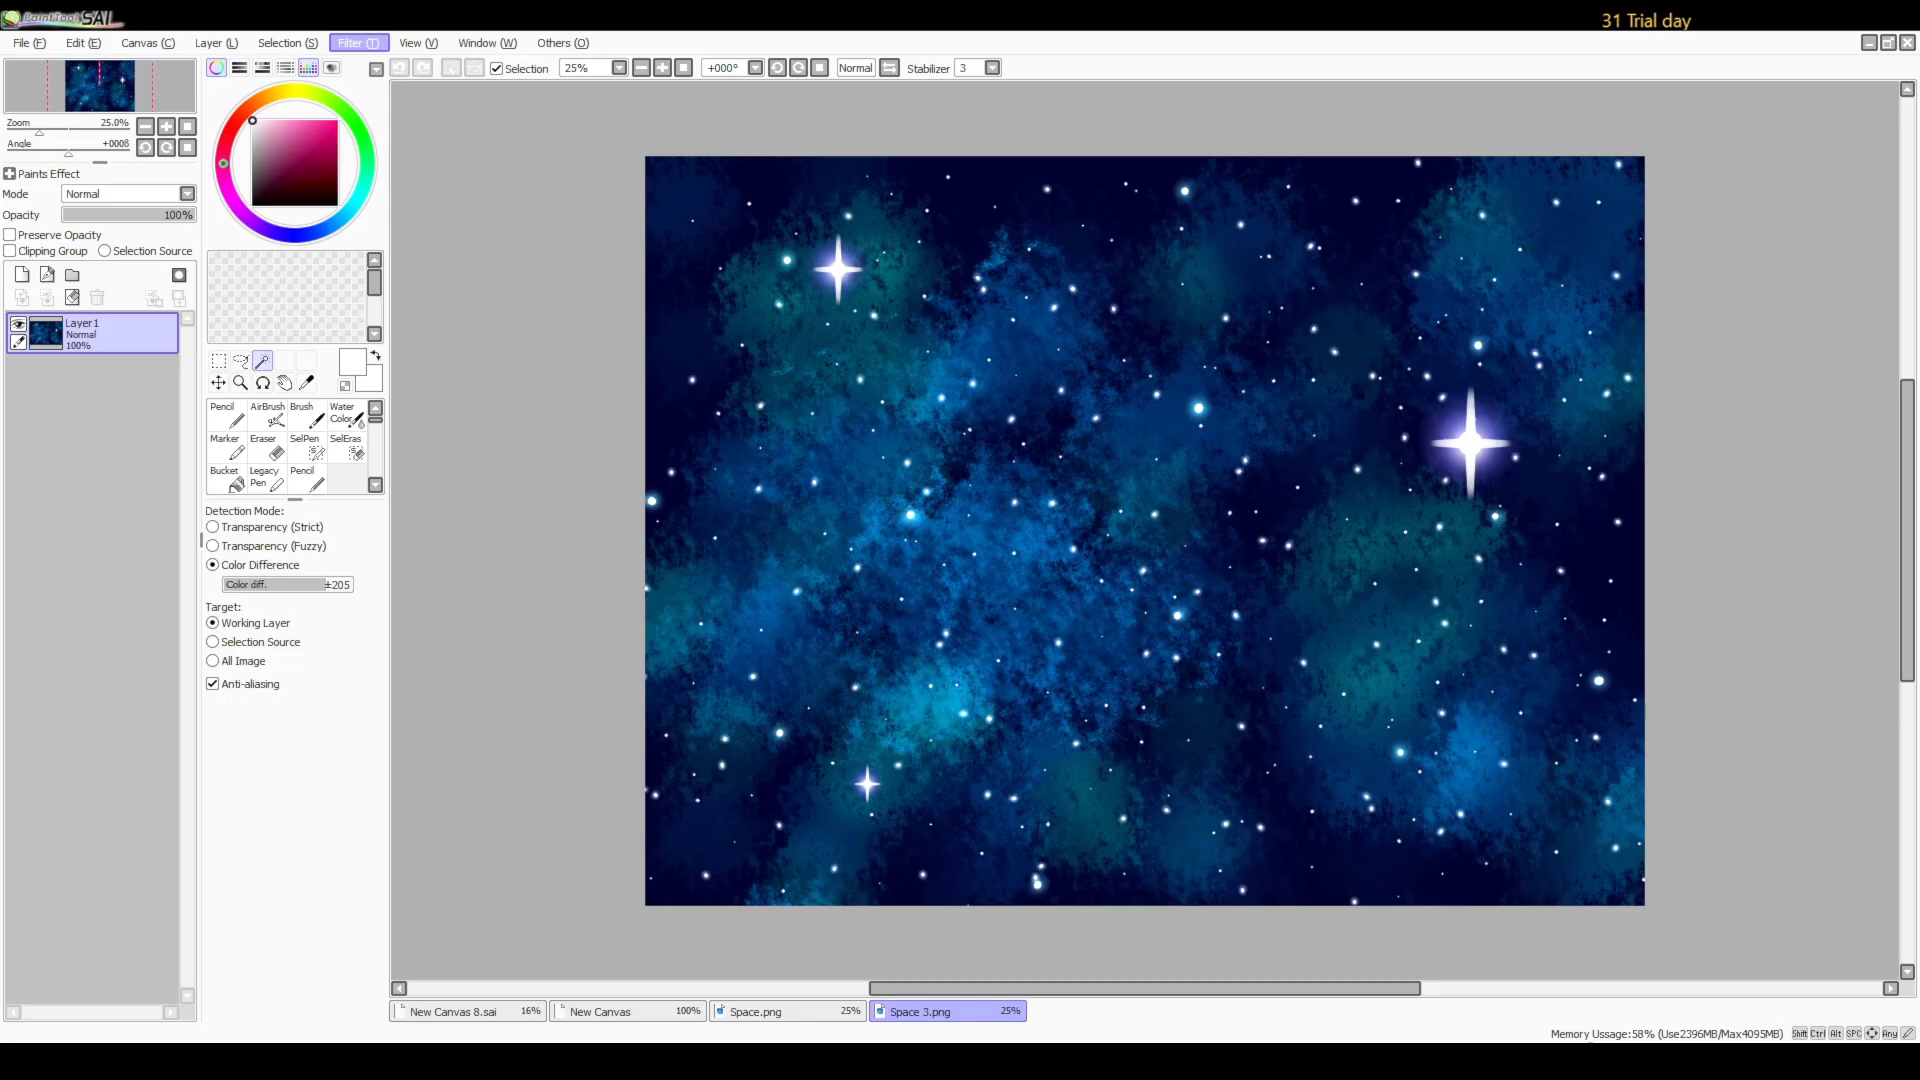 PaintTool SAI
31 Trial day
File (F) Edit (E) Canvas (C) Layer (L) Selection (S) Filter (T) View (V) Window (W) Others (O)
Selection 25% +000° Normal Stabilizer 3
Zoom 25.0%
Angle +000ß
Paints Effect
Mode Normal
Opacity 100%
Preserve Opacity
Clipping Group Selection Source
Layer1
Normal
100%
Pencil AirBrush Brush Water Color
Marker Eraser SelPen SelEras
Bucket Legacy Pen Pencil
Detection Mode:
Transparency (Strict)
Transparency (Fuzzy)
Color Difference
Color diff. ±205
Target:
Working Layer
Selection Source
All Image
Anti-aliasing
New Canvas 8.sai 16% New Canvas 100% Space.png 25% Space 3.png 25%
Memory Ussage:58% (Use2396MB/Max4095MB) Shift Ctrl Alt SPC Any